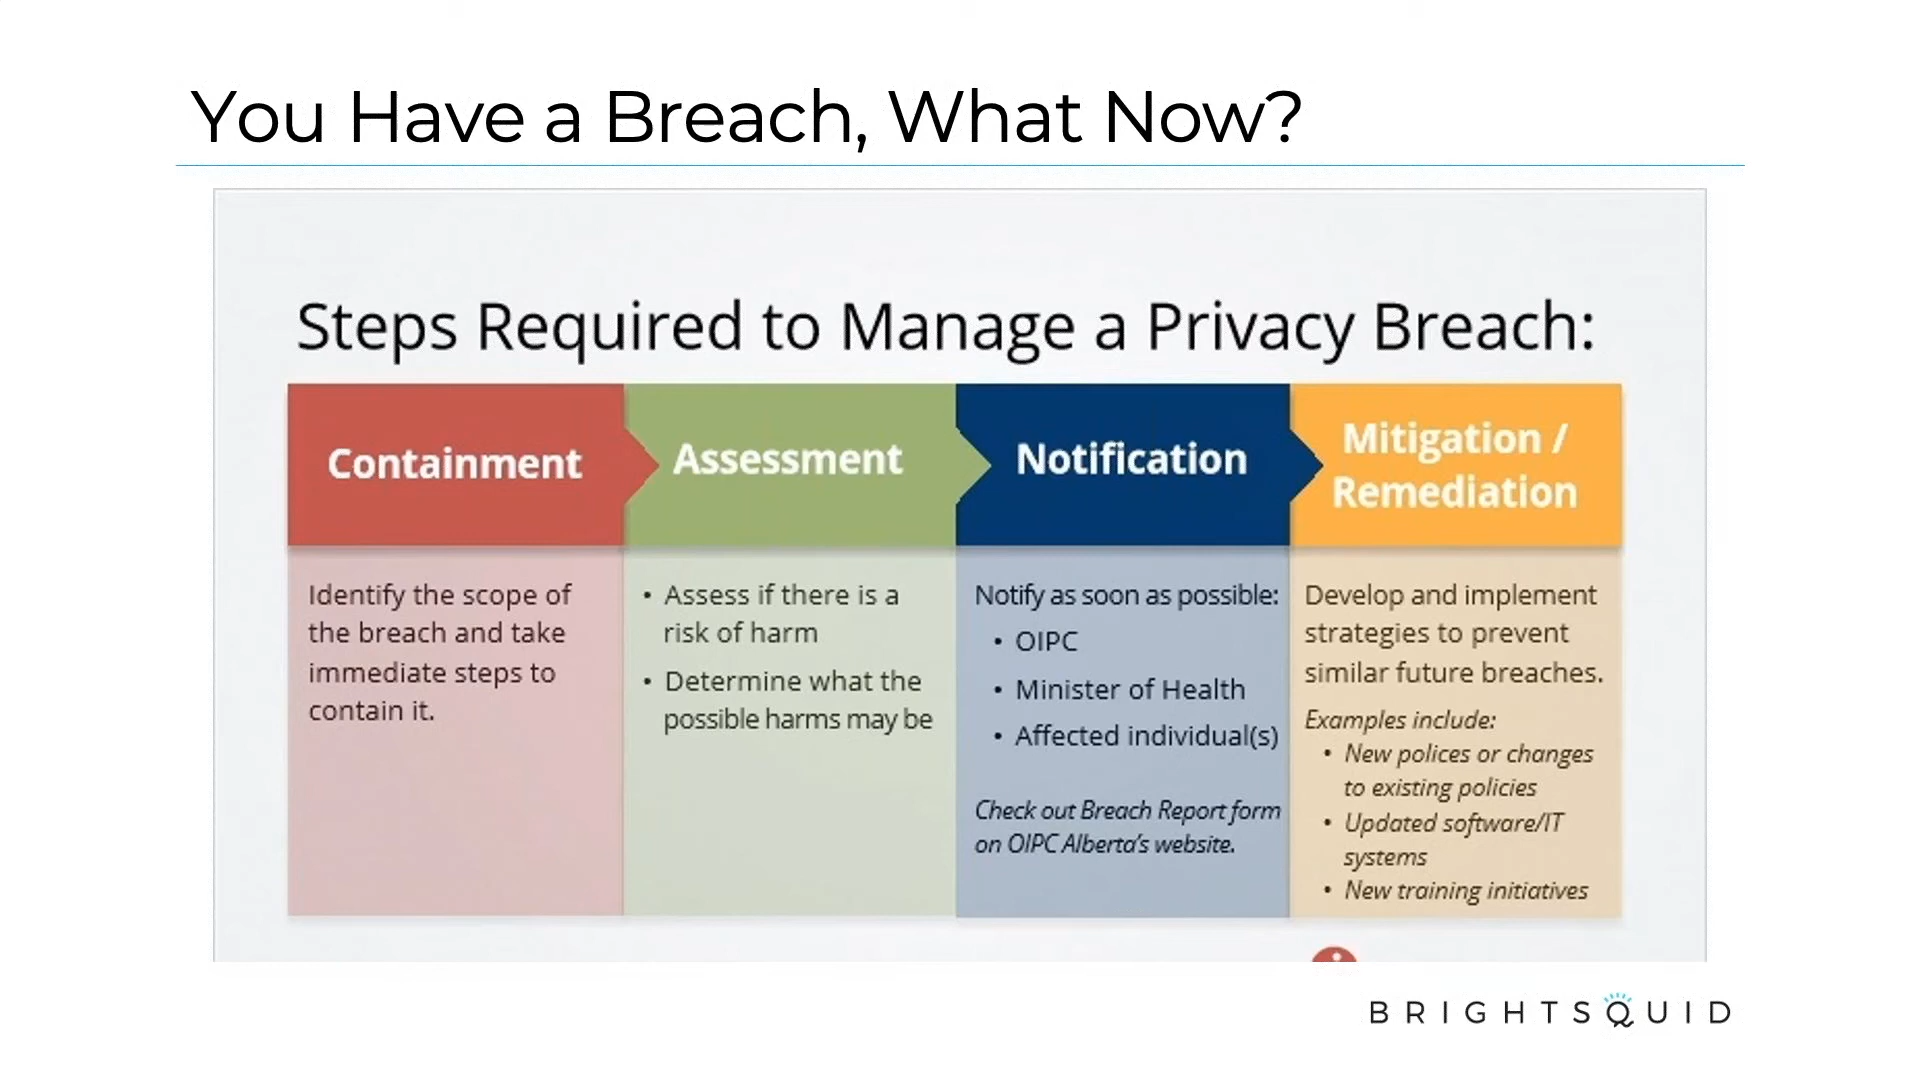 You Have a Breach, What Now?
Steps Required to Manage a Privacy Breach:
Containment
Identify the scope of
the breach and take
immediate steps to
contain it.
Assessment
• Assess if there is a
risk of harm
• Determine what the
possible harms may be
Notification
Notify as soon as possible:
• OIPC
• Minister of Health
• Affected individual(s)
Check out Breach Report form
on OIPC Alberta's website.
Mitigation /
Remediation
Develop and implement
strategies to prevent
similar future breaches.
Examples include:
• New polices or changes
to existing policies
• Updated software/IT
systems
• New training initiatives
BRIGHTSQUID